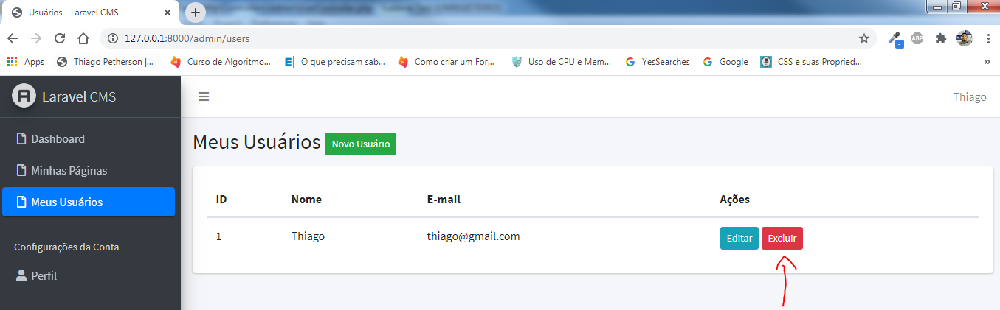 Usuários - Laravel CMS
127.0.0.1:8000/admin/users
ABP
Apps Thiago Petherson |... Curso de Algoritmo... E O que precisam sab... Como criar um For... Uso de CPU e Mem... G YesSearches G Google CSS e suas Propried... »
Laravel CMS
Thiago
Dashboard
Minhas Páginas
Meus Usuários
Configurações da Conta
Perfil
Meus Usuários Novo Usuário
ID Nome E-mail Ações
1 Thiago thiago@gmail.com Editar Excluir